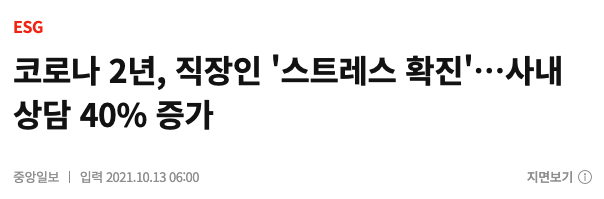 ESG
코로나 2년, 직장인 '스트레스 확진'…사내
상담 40% 증가
중앙일보 | 입력 2021.10.13 06:00 지면보기 ⓘ